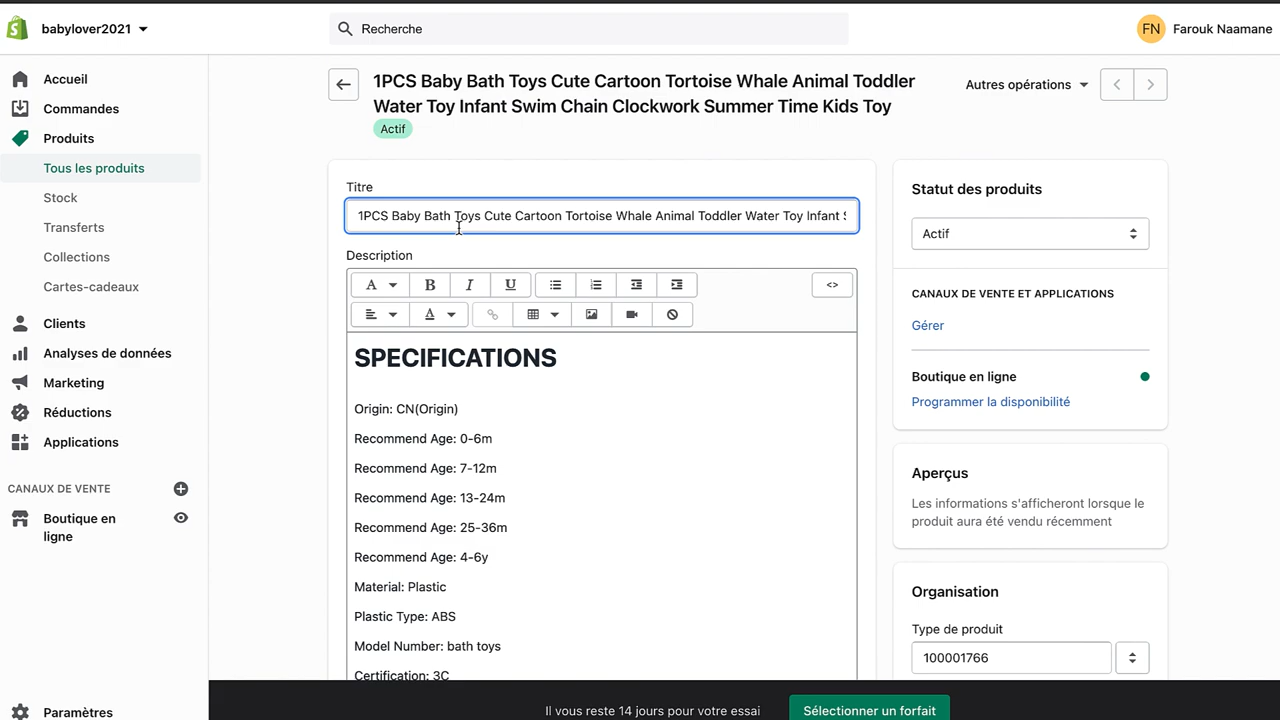 babylover2021
Recherche
FN
Farouk Naamane
Accueil
Commandes
Produits
Tous les produits
Stock
Transferts
Collections
Cartes-cadeaux
Clients
Analyses de données
Marketing
Réductions
Applications
CANAUX DE VENTE
Boutique en
ligne
Paramètres
1PCS Baby Bath Toys Cute Cartoon Tortoise Whale Animal Toddler
Water Toy Infant Swim Chain Clockwork Summer Time Kids Toy
Actif
Autres opérations
Titre
1PCS Baby Bath Toys Cute Cartoon Tortoise Whale Animal Toddler Water Toy Infant S
Description
A B I U <>
A
SPECIFICATIONS
Origin: CN(Origin)
Recommend Age: 0-6m
Recommend Age: 7-12m
Recommend Age: 13-24m
Recommend Age: 25-36m
Recommend Age: 4-6y
Material: Plastic
Plastic Type: ABS
Model Number: bath toys
Certification: 3C
Statut des produits
Actif
CANAUX DE VENTE ET APPLICATIONS
Gérer
Boutique en ligne
Programmer la disponibilité
Aperçus
Les informations s'afficheront lorsque le
produit aura été vendu récemment
Organisation
Type de produit
100001766
Il vous reste 14 jours pour votre essai
Sélectionner un forfait